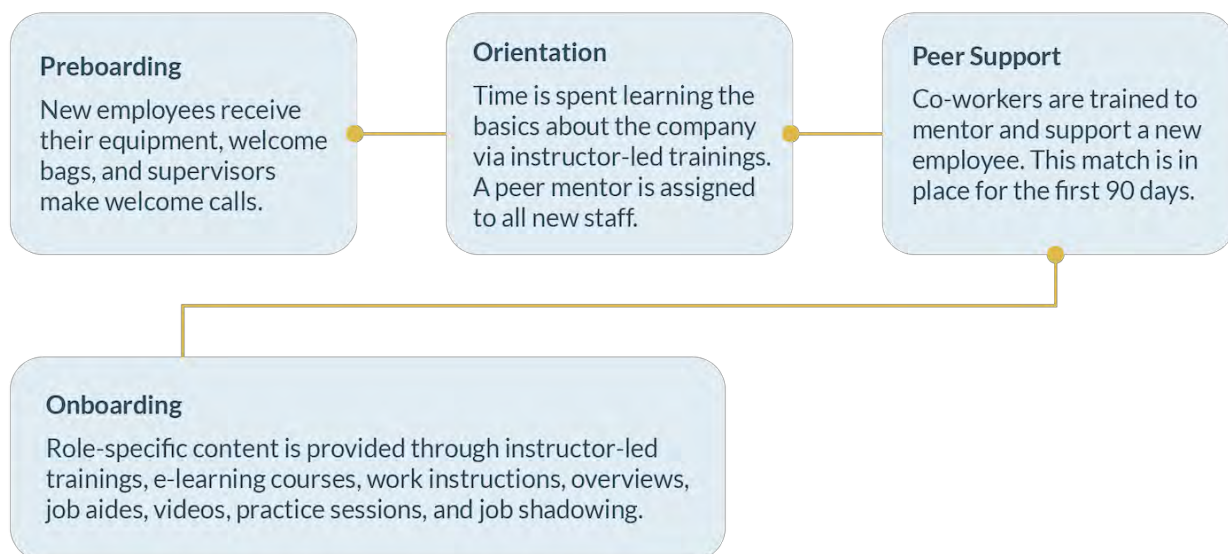 Preboarding
New employees receive
their equipment, welcome
bags, and supervisors
make welcome calls.
Orientation
Time is spent learning the
basics about the company
via instructor-led trainings.
A peer mentor is assigned
to all new staff.
Peer Support
Co-workers are trained to
mentor and support a new
employee. This match is in
place for the first 90 days.
Onboarding
Role-specific content is provided through instructor-led
trainings, e-learning courses, work instructions, overviews,
job aides, videos, practice sessions, and job shadowing.